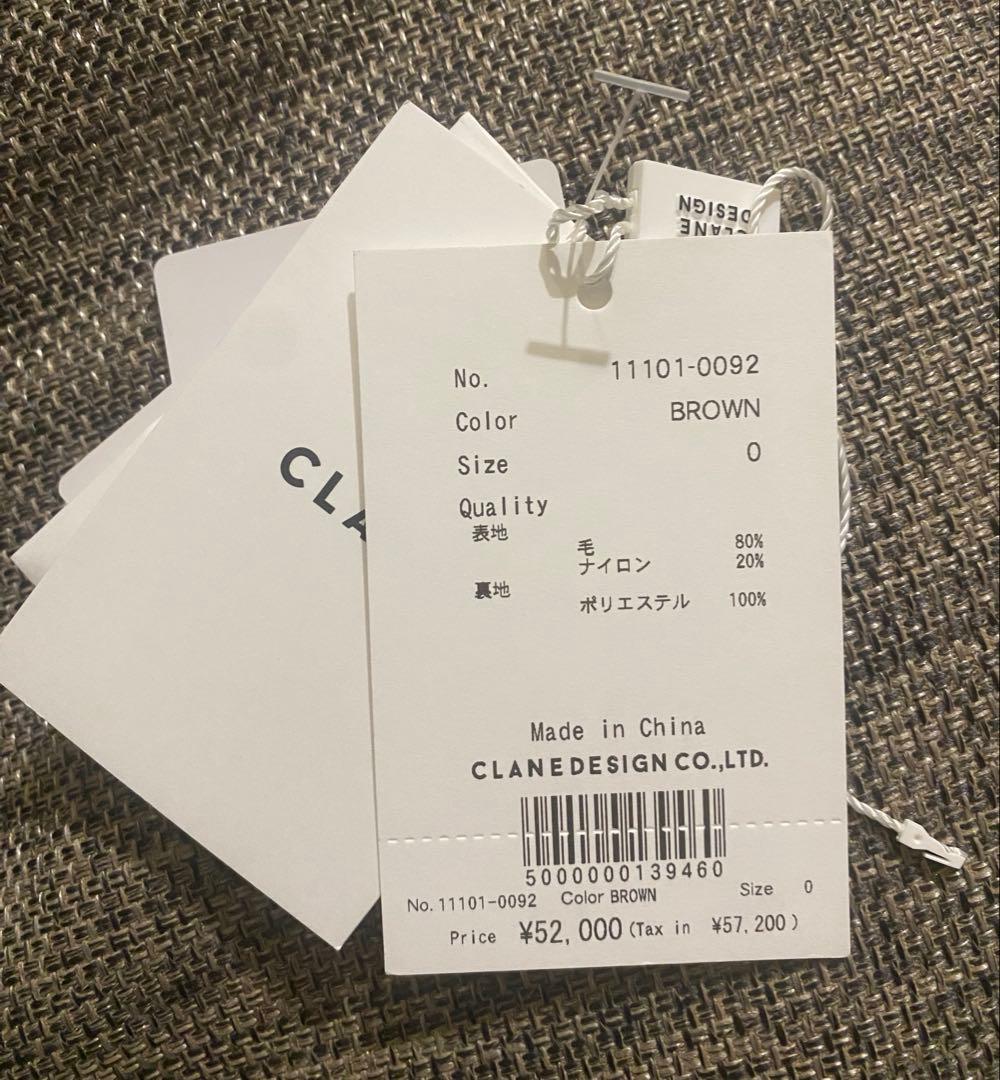 CLANE
DESIGN
CLA
No. 11101-0092
Color BROWN
Size 0
Quality
表地
毛 80%
ナイロン 20%
裏地
ポリエステル 100%
Made in China
CLANE DESIGN CO.,LTD.
5000000139460
No. 11101-0092 Color BROWN Size 0
Price ¥52,000 (Tax in ¥57,200)